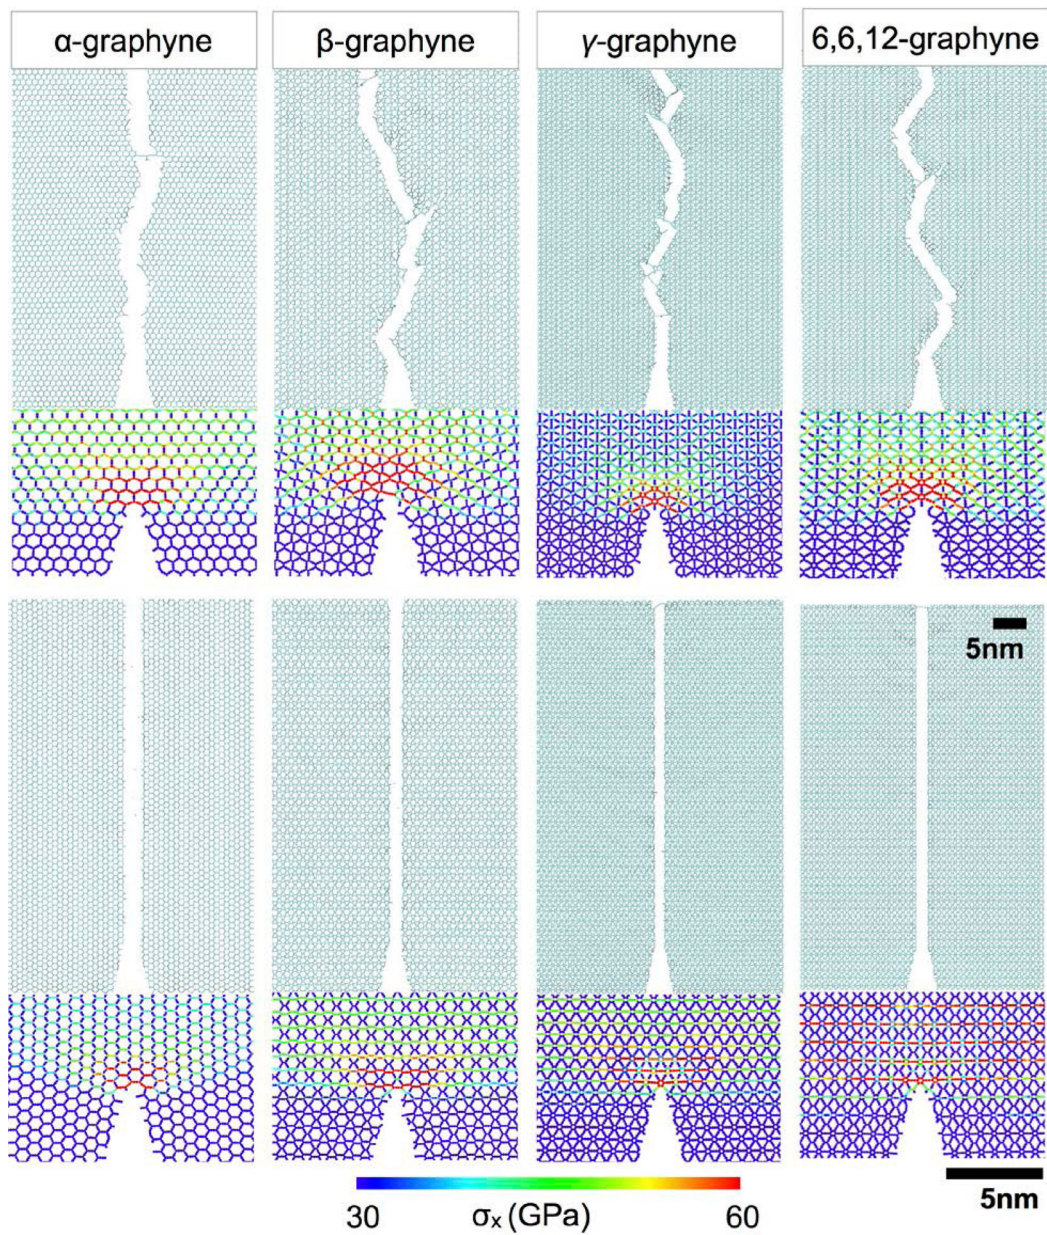 α-graphyne
β-graphyne
γ-graphyne
6,6,12-graphyne
5nm
5nm
30
σx (GPa)
60